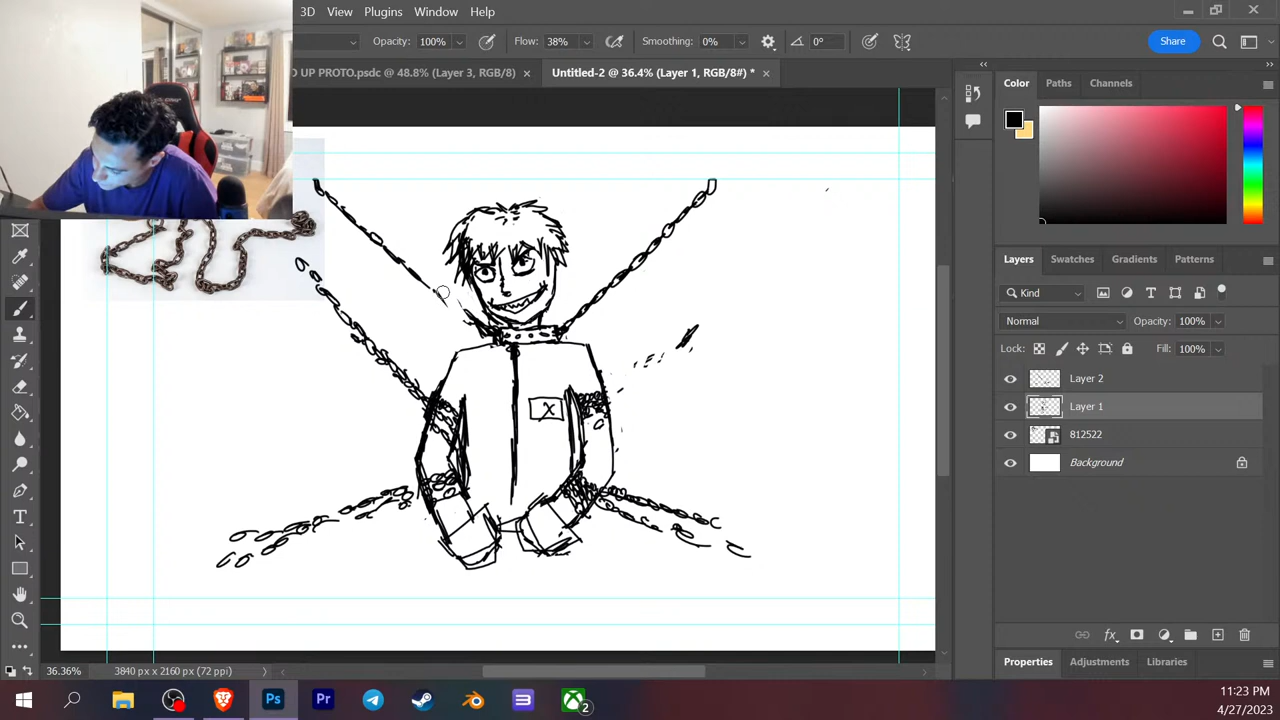 3D View Plugins Window Help
Opacity: 100% Flow: 38% Smoothing: 0% 0° Share
UP PROTO.psdc @ 48.8% (Layer 3, RGB/8) × Untitled-2 @ 36.4% (Layer 1, RGB/8#) * ×
Color Paths Channels
Layers Swatches Gradients Patterns
Kind
Normal Opacity: 100%
Lock: Fill: 100%
Layer 2
Layer 1
812522
Background
X
Properties Adjustments Libraries
36.36% 3840 px x 2160 px (72 ppi)
Ps Pr 2
11:23 PM
4/27/2023